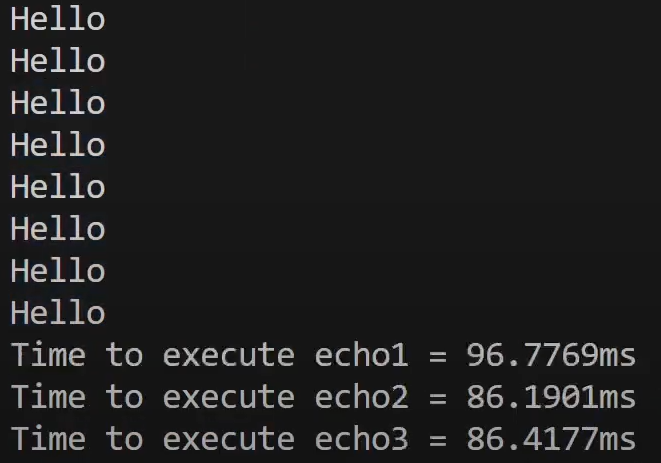 Hello
Hello
Hello
Hello
Hello
Hello
Hello
Hello
Time to execute echo1 = 96.7769ms
Time to execute echo2 = 86.1901ms
Time to execute echo3 = 86.4177ms